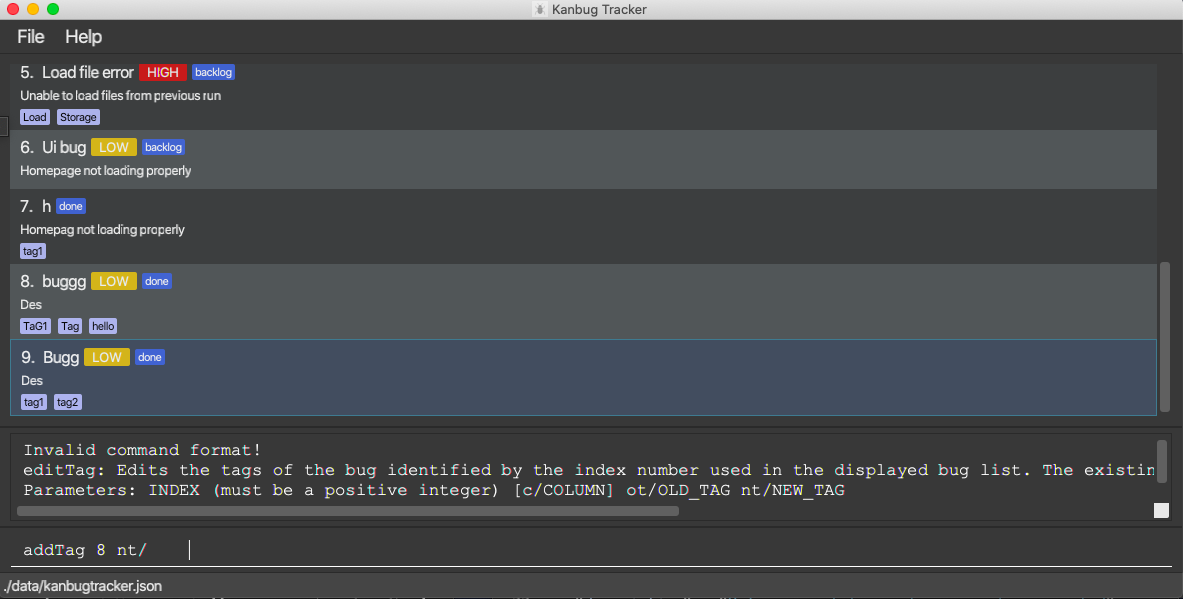 Kanbug Tracker
File Help
5. Load file error HIGH backlog
Unable to load files from previous run
Load Storage
6. Ui bug LOW backlog
Homepage not loading properly
7. h done
Homepag not loading properly
tag1
8. buggg LOW done
Des
TaG1 Tag hello
9. Bugg LOW done
Des
tag1 tag2
Invalid command format!
editTag: Edits the tags of the bug identified by the index number used in the displayed bug list. The existin
Parameters: INDEX (must be a positive integer) [c/COLUMN] ot/OLD_TAG nt/NEW_TAG
addTag 8 nt/
./data/kanbugtracker.json